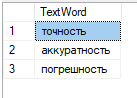 TextWord
1 точность
2 аккуратность
3 погрешность